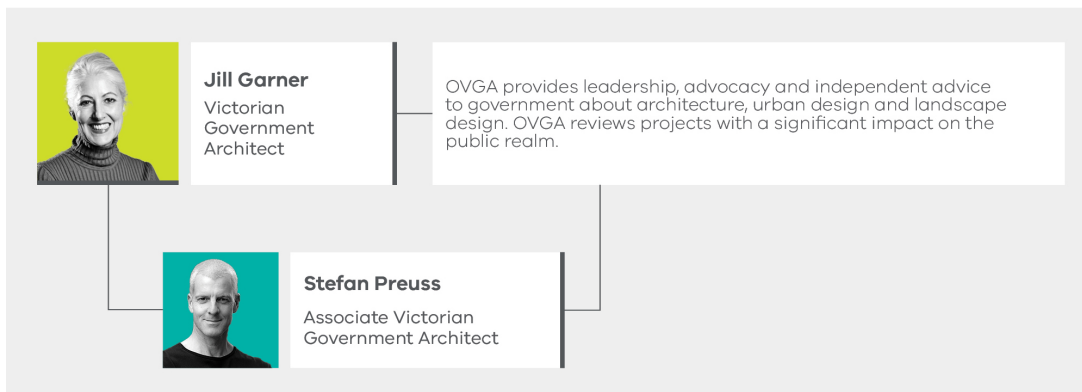 Jill Garner
Victorian
Government
Architect
OVGA provides leadership, advocacy and independent advice
to government about architecture, urban design and landscape
design. OVGA reviews projects with a significant impact on the
public realm.
Stefan Preuss
Associate Victorian
Government Architect